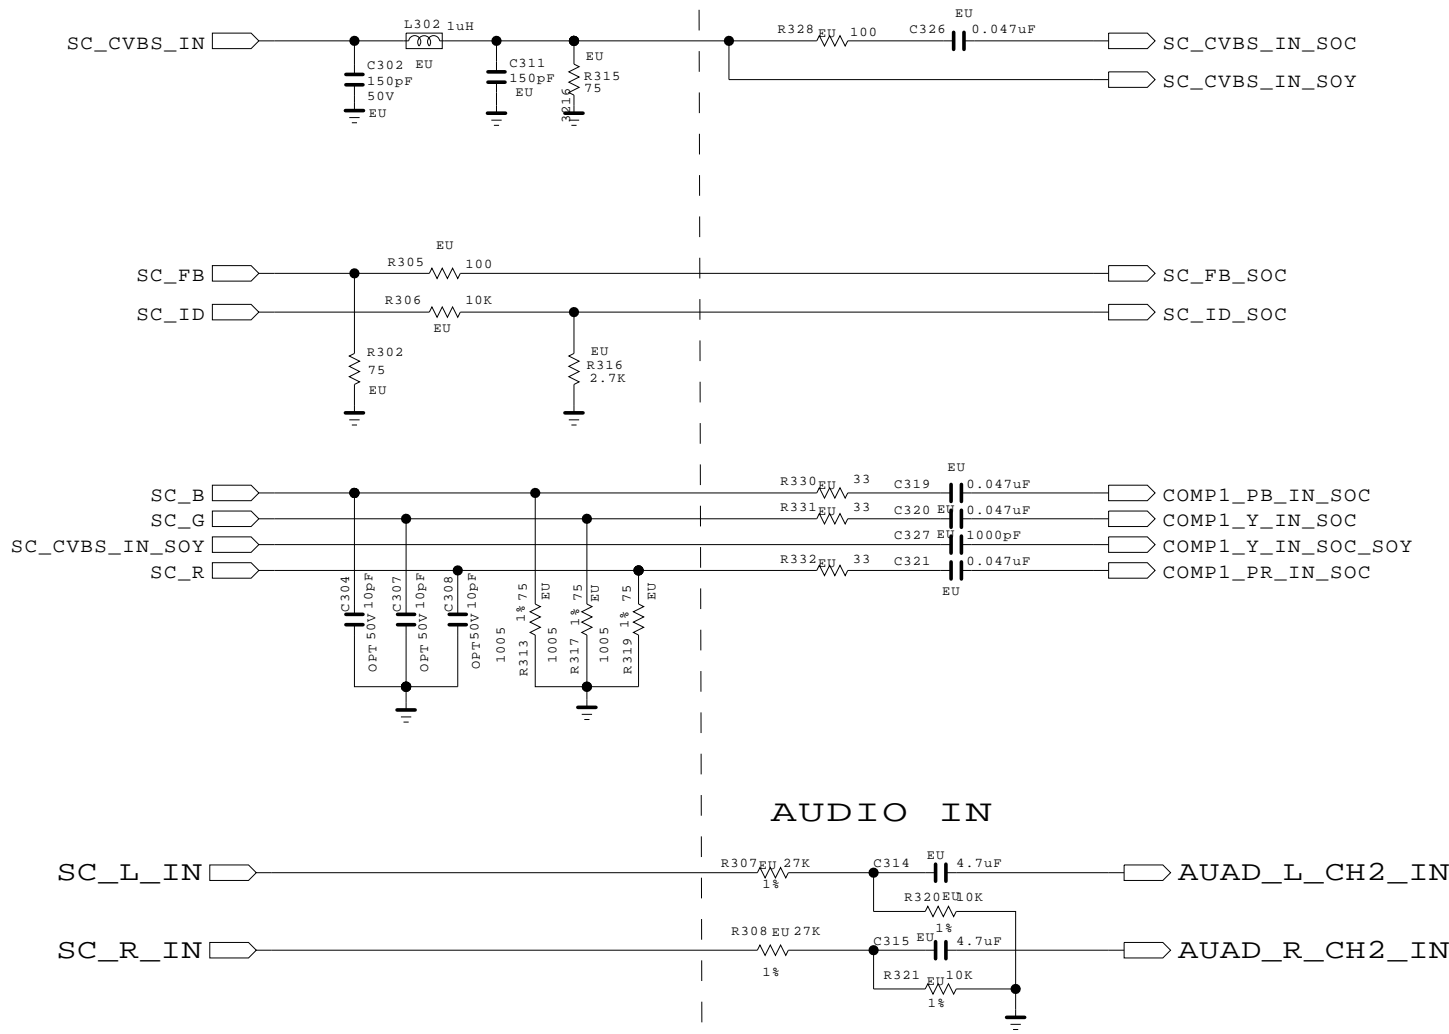 SC_CVBS_IN
L302 1uH
EU
C302
150pF
50V
EU
C311
150pF
EU
EU
R315
75
3216
R328 EU 100
C326
EU
0.047uF
SC_CVBS_IN_SOC
SC_CVBS_IN_SOY
SC_FB
EU
R305 100
SC_FB_SOC
SC_ID
R306 10K
EU
SC_ID_SOC
R302
75
EU
EU
R316
2.7K
SC_B
R330 EU 33
C319
EU
0.047uF
COMP1_PB_IN_SOC
SC_G
R331 EU 33
C320 EU 0.047uF
COMP1_Y_IN_SOC
SC_CVBS_IN_SOY
C327 EU 1000pF
COMP1_Y_IN_SOC_SOY
SC_R
R332 EU 33
C321 0.047uF
EU
COMP1_PR_IN_SOC
C304
10pF
50V
OPT
C307
10pF
50V
OPT
C308
10pF
50V
OPT
R313
1% 75
EU
1005
R317
1% 75
EU
1005
R319
1% 75
EU
1005
AUDIO IN
SC_L_IN
R307 EU 27K
1%
C314
EU
4.7uF
AUAD_L_CH2_IN
R320 EU 10K
1%
SC_R_IN
R308 EU 27K
1%
C315 EU 4.7uF
AUAD_R_CH2_IN
R321 EU 10K
1%